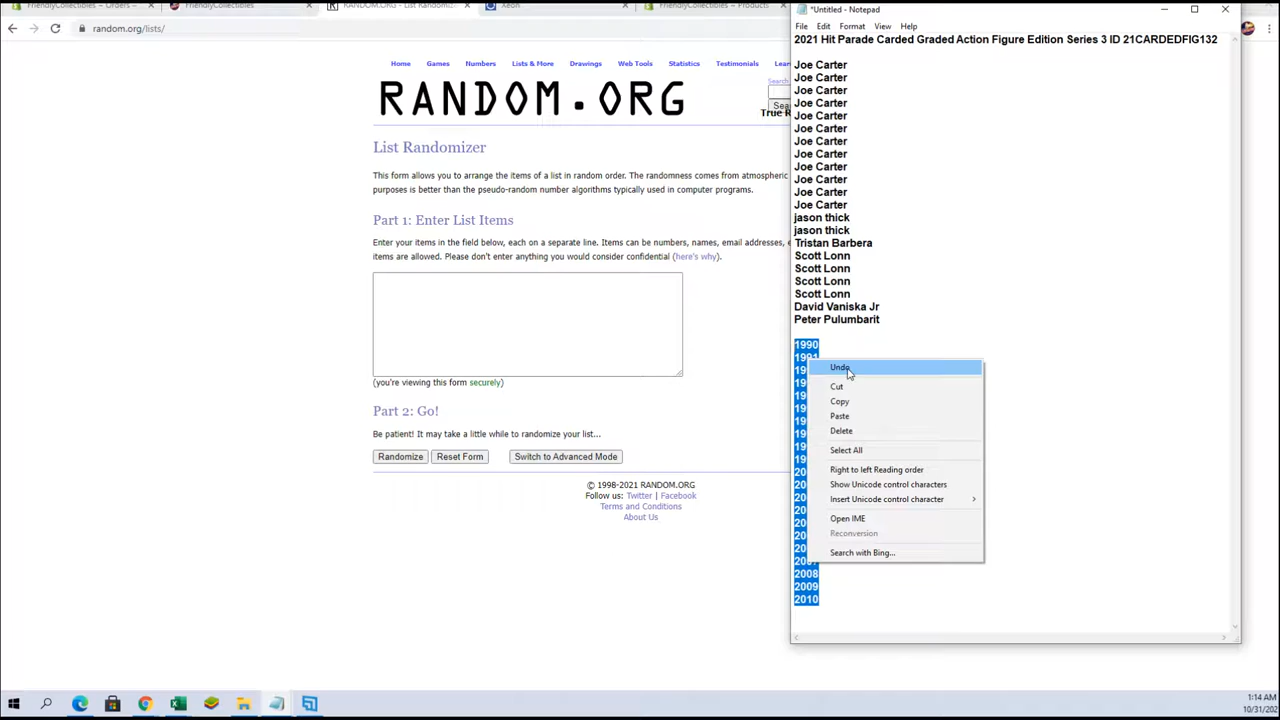 FriendlyCollectibles – Orders
FriendlyCollectibles
RANDOM.ORG - List Randomizer
Xeon
FriendlyCollectibles – Products
random.org/lists/
Home Games Numbers Lists & More Drawings Web Tools Statistics Testimonials Lear
Search
RANDOM.ORG
Sea
True R
List Randomizer
This form allows you to arrange the items of a list in random order. The randomness comes from atmospheric
purposes is better than the pseudo-random number algorithms typically used in computer programs.
Part 1: Enter List Items
Enter your items in the field below, each on a separate line. Items can be numbers, names, email addresses, e
items are allowed. Please don't enter anything you would consider confidential (here's why).
(you're viewing this form securely)
Part 2: Go!
Be patient! It may take a little while to randomize your list...
Randomize Reset Form Switch to Advanced Mode
© 1998-2021 RANDOM.ORG
Follow us: Twitter | Facebook
Terms and Conditions
About Us
*Untitled - Notepad
File Edit Format View Help
2021 Hit Parade Carded Graded Action Figure Edition Series 3 ID 21CARDEDFIG132
Joe Carter
Joe Carter
Joe Carter
Joe Carter
Joe Carter
Joe Carter
Joe Carter
Joe Carter
Joe Carter
Joe Carter
Joe Carter
Joe Carter
jason thick
jason thick
Tristan Barbera
Scott Lonn
Scott Lonn
Scott Lonn
Scott Lonn
David Vaniska Jr
Peter Pulumbarit
1990
1991
2008
2009
2010
Undo
Cut
Copy
Paste
Delete
Select All
Right to left Reading order
Show Unicode control characters
Insert Unicode control character
Open IME
Reconversion
Search with Bing...
1:14 AM
10/31/202